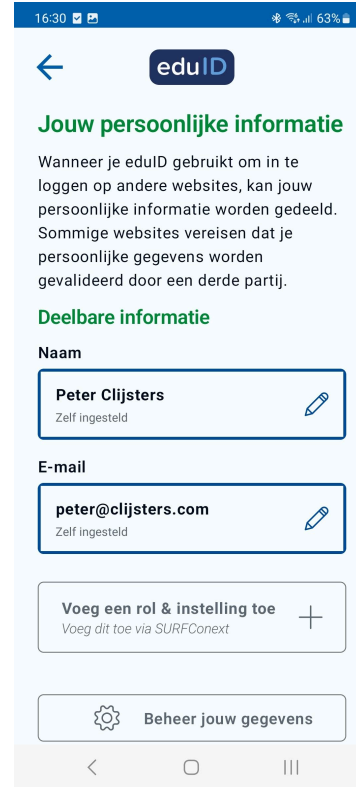 16:30 63%
eduID
Jouw persoonlijke informatie
Wanneer je eduID gebruikt om in te
loggen op andere websites, kan jouw
persoonlijke informatie worden gedeeld.
Sommige websites vereisen dat je
persoonlijke gegevens worden
gevalideerd door een derde partij.
Deelbare informatie
Naam
Peter Clijsters
Zelf ingesteld
E-mail
peter@clijsters.com
Zelf ingesteld
Voeg een rol & instelling toe
Voeg dit toe via SURFConext
Beheer jouw gegevens